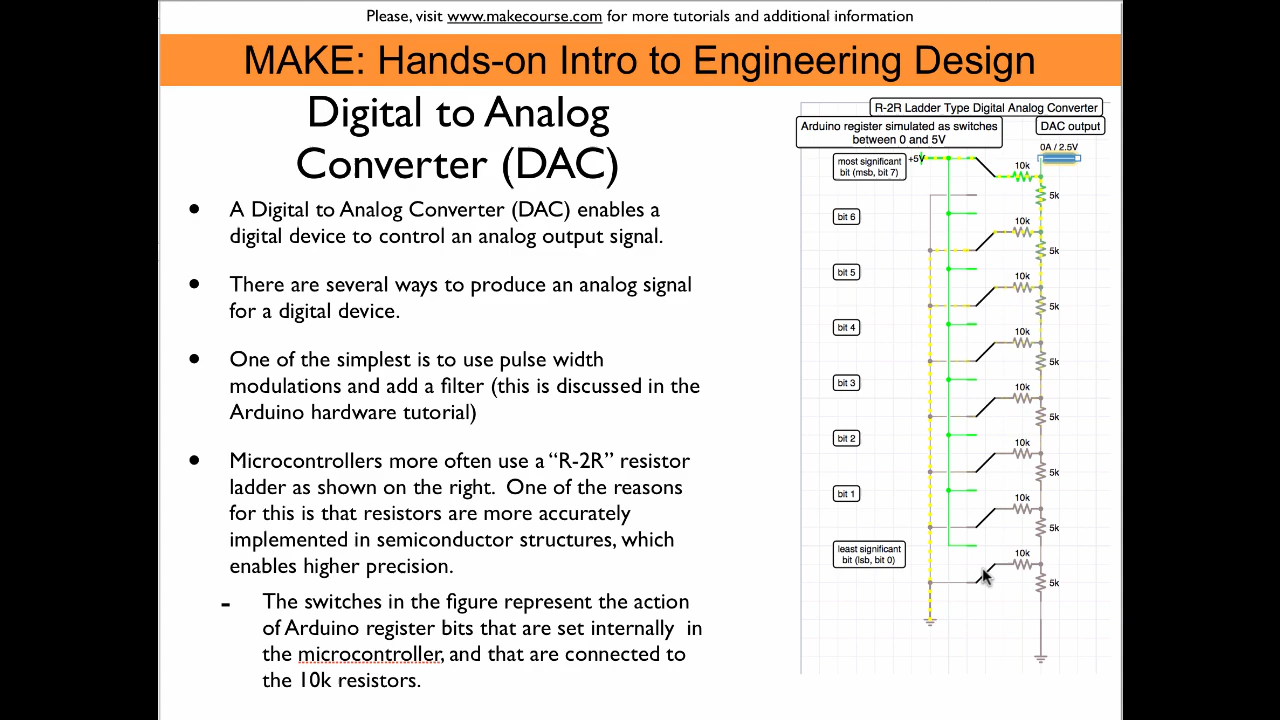 Please, visit www.makecourse.com for more tutorials and additional information
MAKE: Hands-on Intro to Engineering Design
Digital to Analog
Converter (DAC)
• A Digital to Analog Converter (DAC) enables a
digital device to control an analog output signal.
• There are several ways to produce an analog signal
for a digital device.
• One of the simplest is to use pulse width
modulations and add a filter (this is discussed in the
Arduino hardware tutorial)
• Microcontrollers more often use a “R-2R” resistor
ladder as shown on the right. One of the reasons
for this is that resistors are more accurately
implemented in semiconductor structures, which
enables higher precision.
- The switches in the figure represent the action
of Arduino register bits that are set internally in
the microcontroller, and that are connected to
the 10k resistors.
R-2R Ladder Type Digital Analog Converter
Arduino register simulated as switches
between 0 and 5V
DAC output
0A / 2.5V
most significant
bit (msb, bit 7)
+5V
10k
5k
bit 6
10k
5k
bit 5
10k
5k
bit 4
10k
5k
bit 3
10k
5k
bit 2
10k
5k
bit 1
10k
5k
least significant
bit (lsb, bit 0)
10k
5k